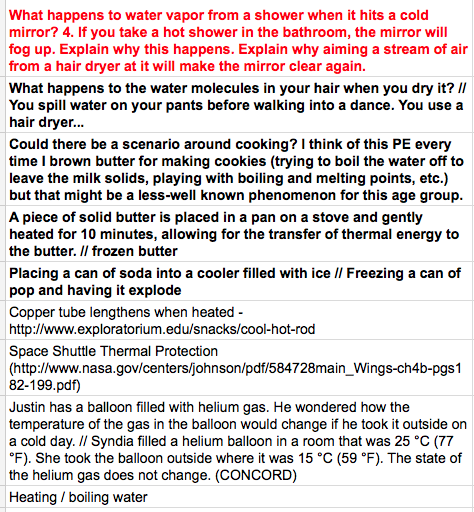 What happens to water vapor from a shower when it hits a cold
mirror? 4. If you take a hot shower in the bathroom, the mirror will
fog up. Explain why this happens. Explain why aiming a stream of air
from a hair dryer at it will make the mirror clear again.
What happens to the water molecules in your hair when you dry it? //
You spill water on your pants before walking into a dance. You use a
hair dryer...
Could there be a scenario around cooking? I think of this PE every
time I brown butter for making cookies (trying to boil the water off to
leave the milk solids, playing with boiling and melting points, etc.)
but that might be a less-well known phenomenon for this age group.
A piece of solid butter is placed in a pan on a stove and gently
heated for 10 minutes, allowing for the transfer of thermal energy to
the butter. // frozen butter
Placing a can of soda into a cooler filled with ice // Freezing a can of
pop and having it explode
Copper tube lengthens when heated -
http://www.exploratorium.edu/snacks/cool-hot-rod
Space Shuttle Thermal Protection
(http://www.nasa.gov/centers/johnson/pdf/584728main_Wings-ch4b-pgs1
82-199.pdf)
Justin has a balloon filled with helium gas. He wondered how the
temperature of the gas in the balloon would change if he took it outside on
a cold day. // Syndia filled a helium balloon in a room that was 25 °C (77
°F). She took the balloon outside where it was 15 °C (59 °F). The state of
the helium gas does not change. (CONCORD)
Heating / boiling water